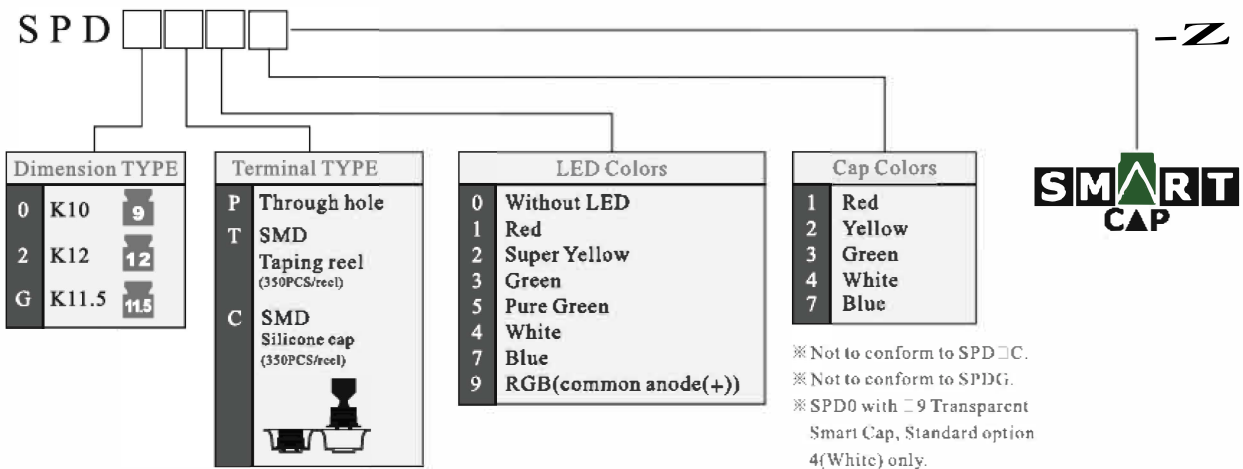 SPD□□□□
-Z
Dimension TYPE
0 K10 9
2 K12 12
G K11.5 11.5
Terminal TYPE
P Through hole
T SMD
Taping reel
(350PCS/reel)
C SMD
Silicone cap
(350PCS/reel)
LED Colors
0 Without LED
1 Red
2 Super Yellow
3 Green
5 Pure Green
4 White
7 Blue
9 RGB(common anode(+))
Cap Colors
1 Red
2 Yellow
3 Green
4 White
7 Blue
※Not to conform to SPD□C.
※Not to conform to SPDG.
※SPD0 with □9 Transparent
Smart Cap, Standard option
4(White) only.
SMART
CAP